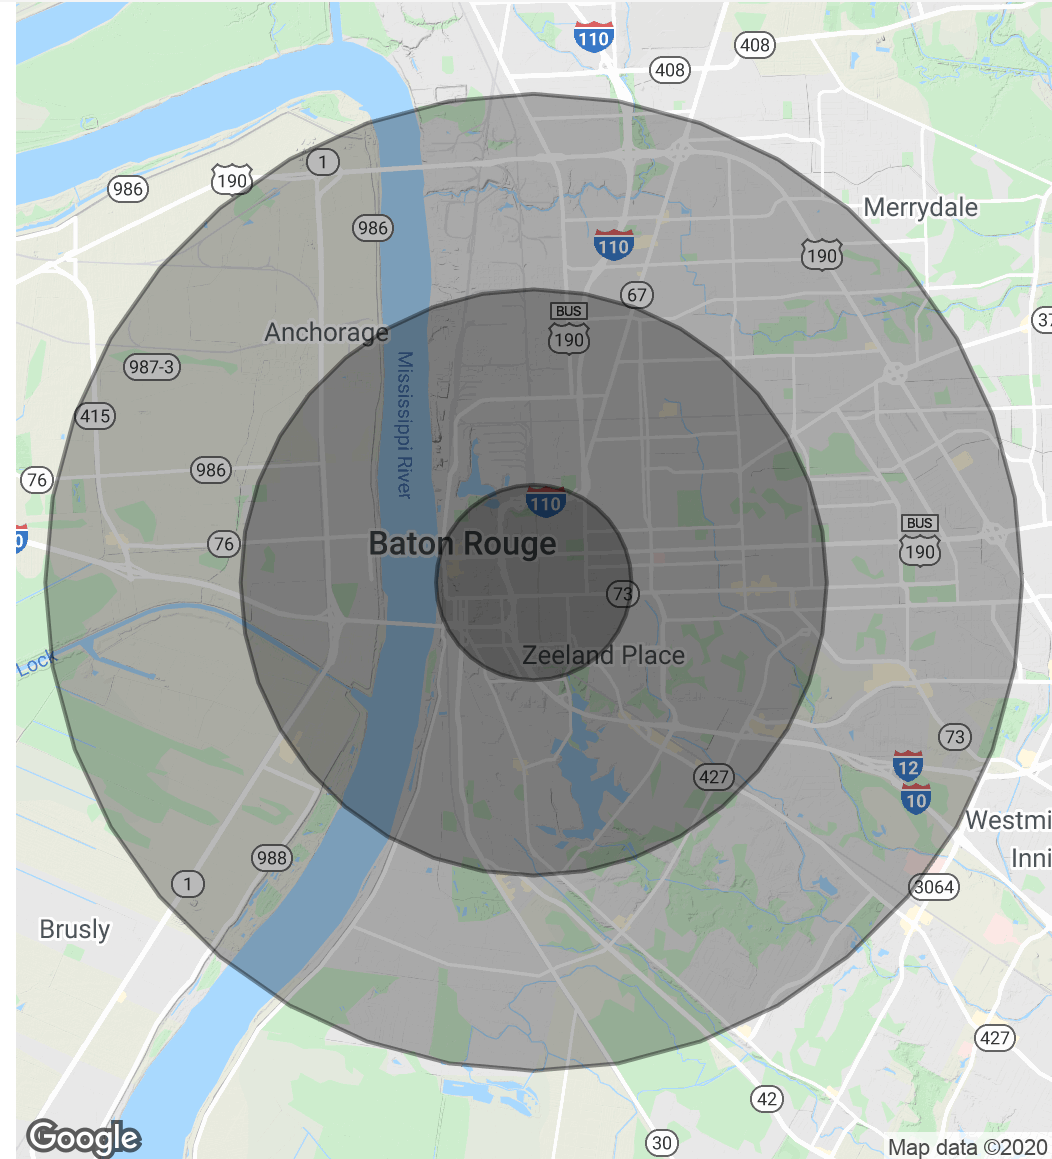 110
408
408
1
986
190
986
Merrydale
110
190
67
BUS
190
Anchorage
987-3
Mississippi River
415
986
76
110
BUS
190
76
Baton Rouge
73
Zeeland Place
Lock
73
12
427
10
Westmi
Inni
988
1
3064
Brusly
427
42
30
Google
Map data ©2020